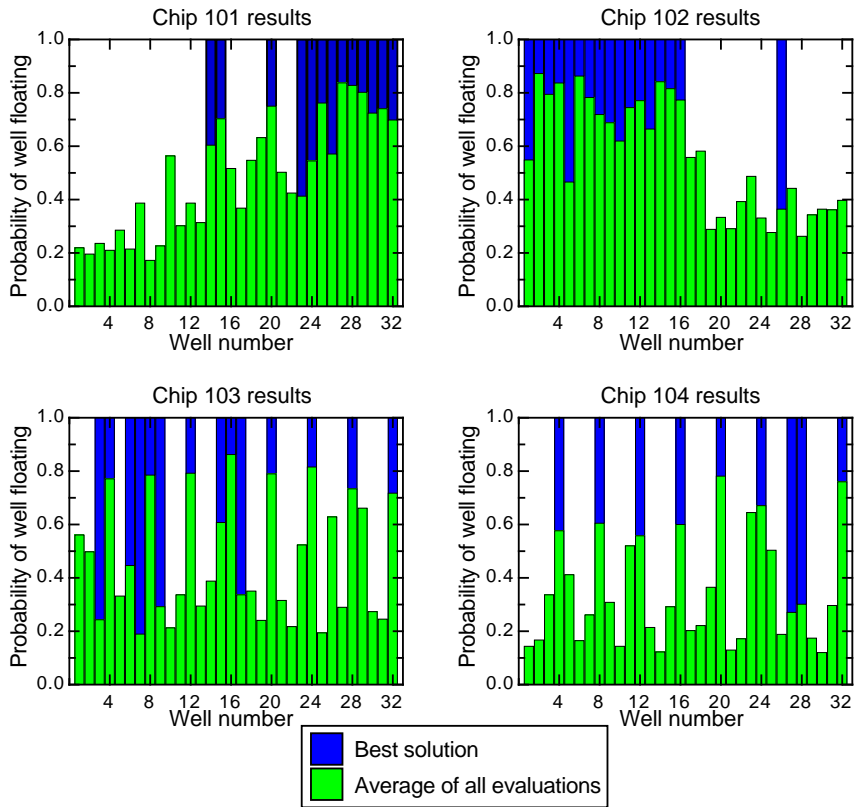 Chip 101 results
Probability of well floating
1.0
0.8
0.6
0.4
0.2
0.0
4 8 12 16 20 24 28 32
Well number
Chip 102 results
Probability of well floating
1.0
0.8
0.6
0.4
0.2
0.0
4 8 12 16 20 24 28 32
Well number
Chip 103 results
Probability of well floating
1.0
0.8
0.6
0.4
0.2
0.0
4 8 12 16 20 24 28 32
Well number
Chip 104 results
Probability of well floating
1.0
0.8
0.6
0.4
0.2
0.0
4 8 12 16 20 24 28 32
Well number
Best solution
Average of all evaluations